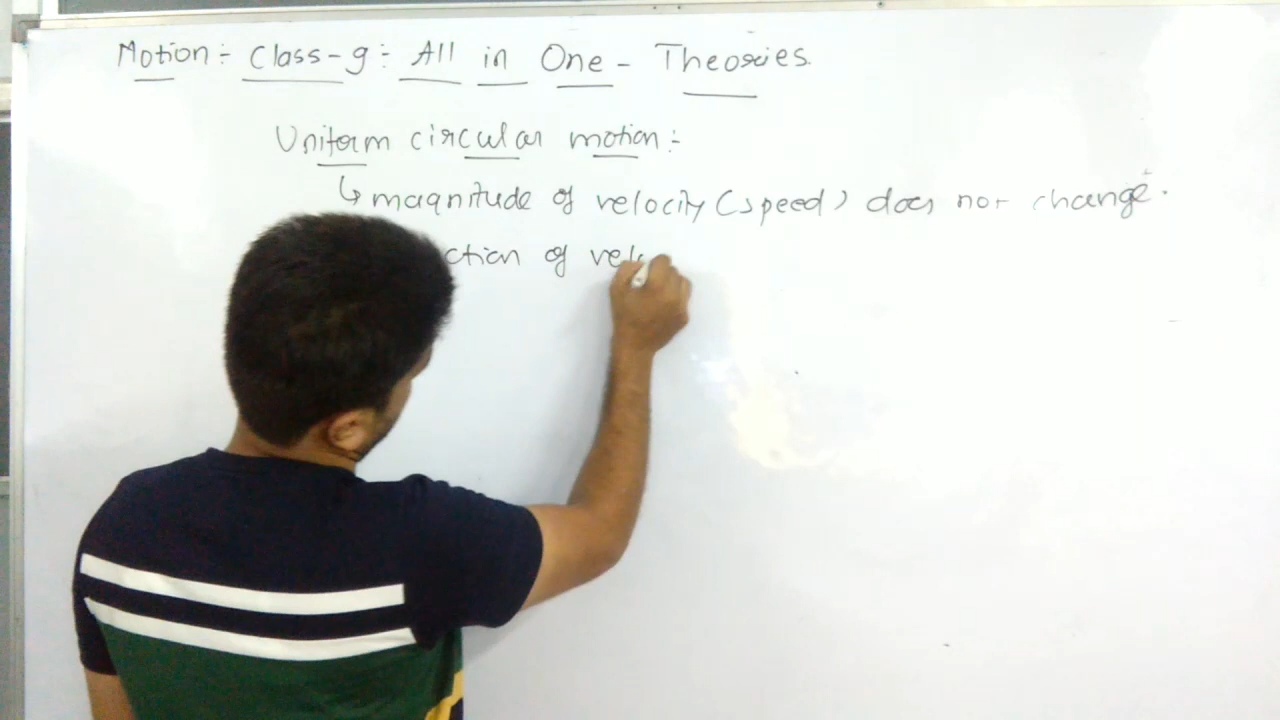 Motion :- Class-9 :- All in One - Theories.
Uniform circular motion :-
↳ magnitude of velocity (speed) does not change.
ction of velo